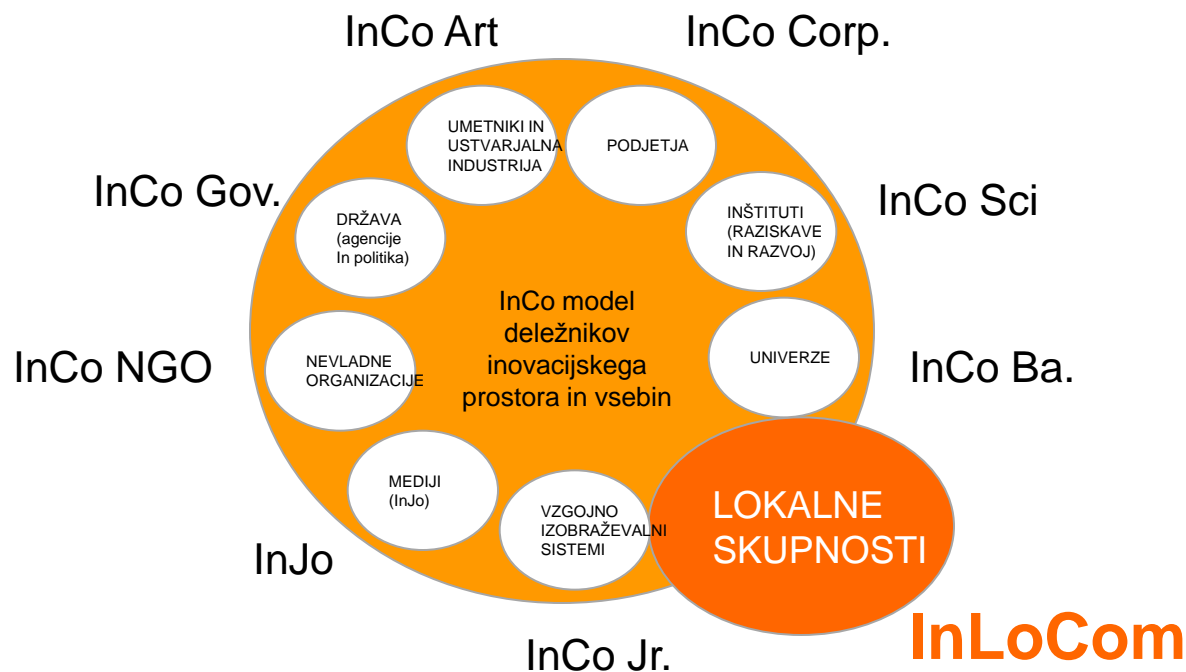 InCo Art
InCo Corp.
UMETNIKI IN
USTVARJALNA
INDUSTRIJA
PODJETJA
InCo Gov.
DRŽAVA
(agencije
In politika)
INŠTITUTI
(RAZISKAVE
IN RAZVOJ)
InCo Sci
InCo model
deležnikov
inovacijskega
prostora in vsebin
InCo NGO
NEVLADNE
ORGANIZACIJE
UNIVERZE
InCo Ba.
MEDIJI
(InJo)
VZGOJNO
IZOBRAŽEVALNI
SISTEMI
LOKALNE
SKUPNOSTI
InJo
InLoCom
InCo Jr.